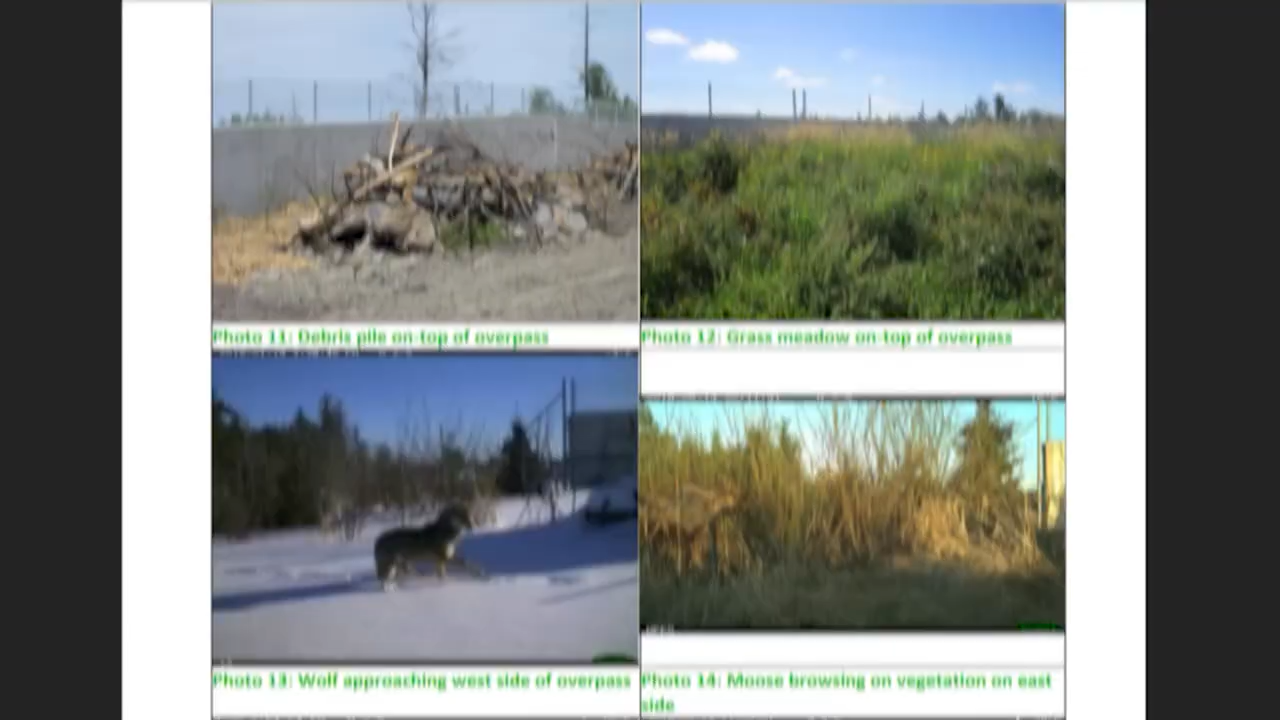 Photo 11: Debris pile on-top of overpass
Photo 12: Grass meadow on-top of overpass
Photo 13: Wolf approaching west side of overpass
Photo 14: Moose browsing on vegetation on east
side